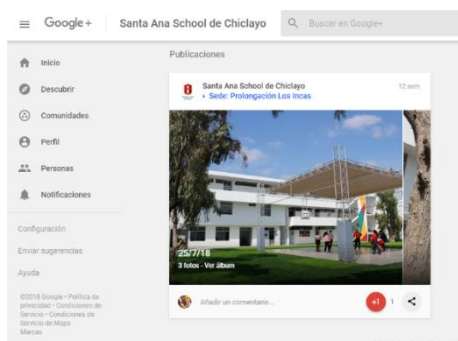 Google+
Santa Ana School de Chiclayo
Buscar en Google+
Inicio
Descubrir
Comunidades
Perfil
Personas
Notificaciones
Configuración
Enviar sugerencias
Ayuda
©2018 Google • Política de
privacidad • Condiciones de
Servicio • Condiciones de
Servicio de Maps
Marcas
Publicaciones
Santa Ana School de Chiclayo
Sede: Prolongación Los Incas
12 sem.
25/7/18
3 fotos - Ver álbum
Añadir un comentario...
+1
1